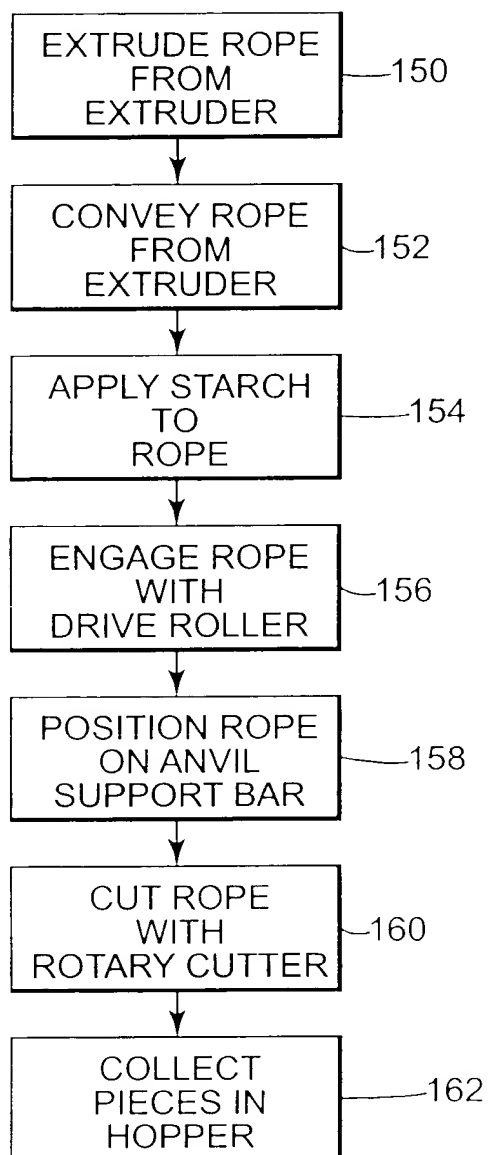 EXTRUDE ROPE
FROM
EXTRUDER
150
CONVEY ROPE
FROM
EXTRUDER
152
APPLY STARCH
TO
ROPE
154
ENGAGE ROPE
WITH
DRIVE ROLLER
156
POSITION ROPE
ON ANVIL
SUPPORT BAR
158
CUT ROPE
WITH
ROTARY CUTTER
160
COLLECT
PIECES IN
HOPPER
162